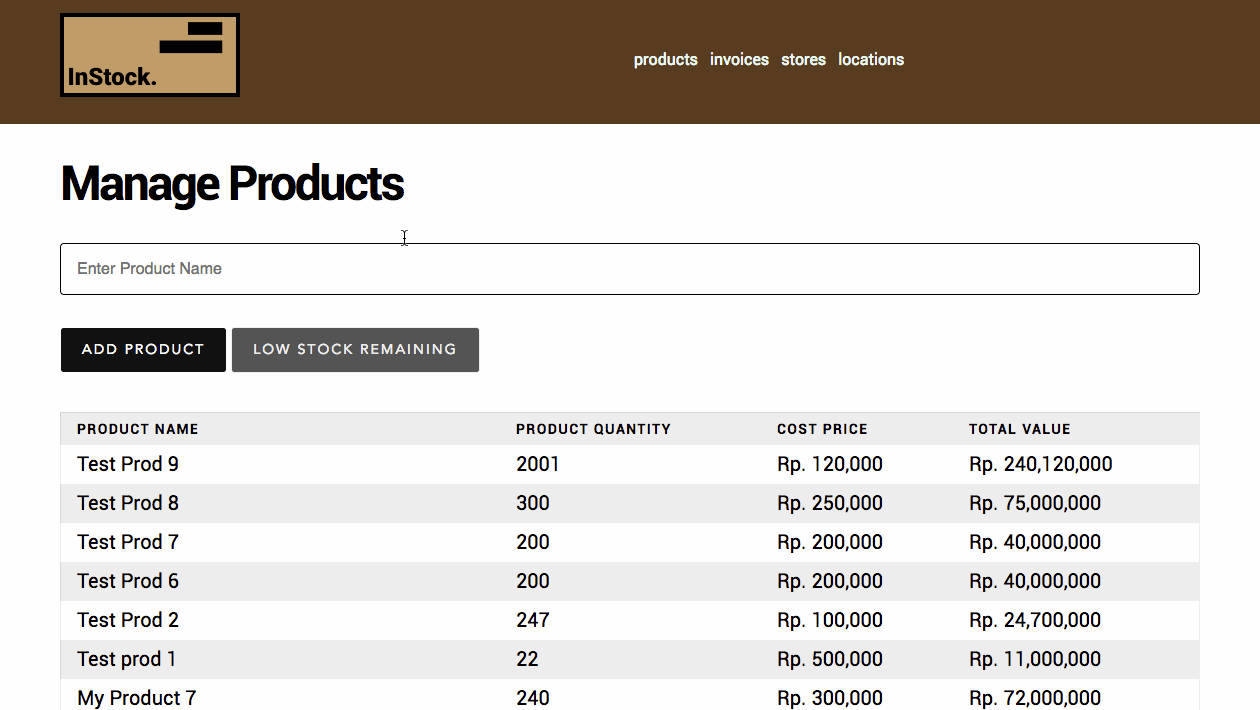 InStock.
products invoices stores locations
Manage Products
Enter Product Name
ADD PRODUCT LOW STOCK REMAINING
PRODUCT NAME PRODUCT QUANTITY COST PRICE TOTAL VALUE
Test Prod 9 2001 Rp. 120,000 Rp. 240,120,000
Test Prod 8 300 Rp. 250,000 Rp. 75,000,000
Test Prod 7 200 Rp. 200,000 Rp. 40,000,000
Test Prod 6 200 Rp. 200,000 Rp. 40,000,000
Test Prod 2 247 Rp. 100,000 Rp. 24,700,000
Test prod 1 22 Rp. 500,000 Rp. 11,000,000
My Product 7 240 Rp. 300,000 Rp. 72,000,000